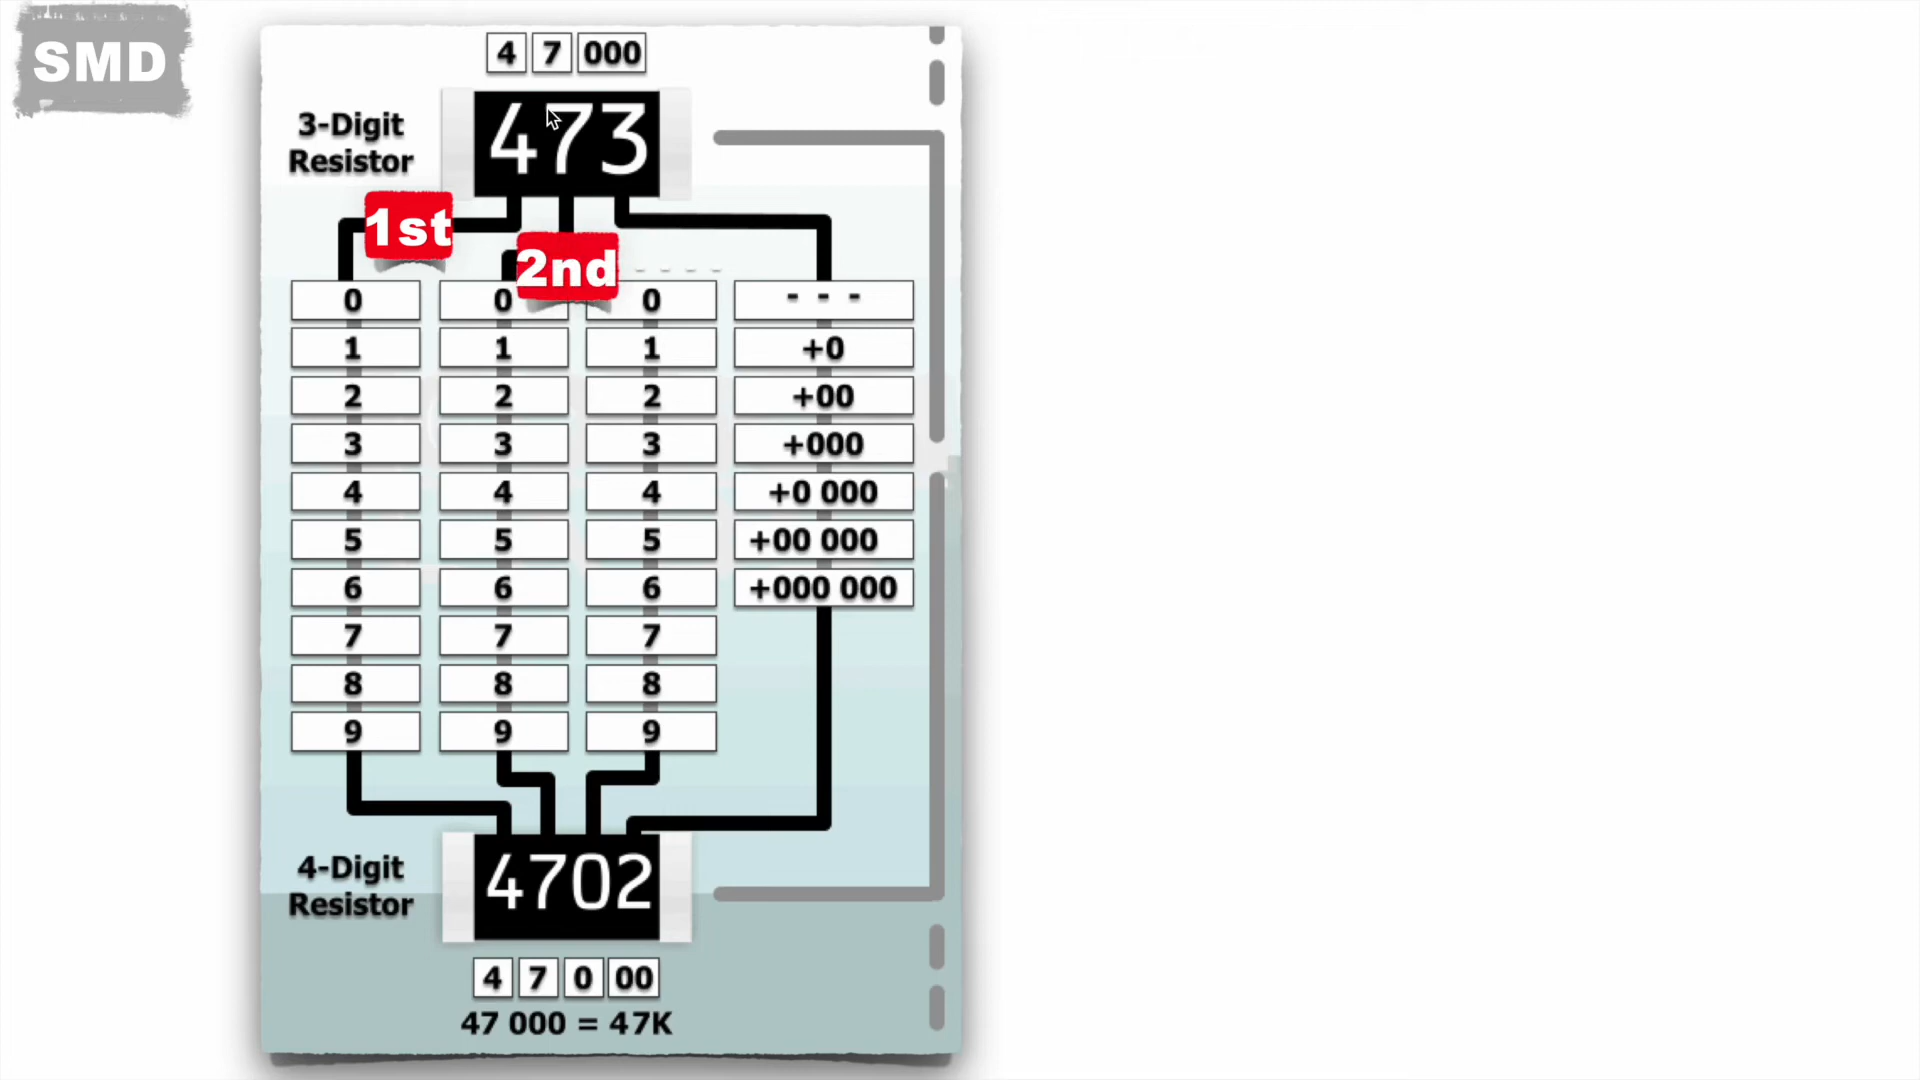 SMD
4 7 000
3-Digit
Resistor
473
1st
2nd
0 0 0 - - -
1 1 1 +0
2 2 2 +00
3 3 3 +000
4 4 4 +0 000
5 5 5 +00 000
6 6 6 +000 000
7 7 7
8 8 8
9 9 9
4-Digit
Resistor
4702
4 7 0 00
47 000 = 47K